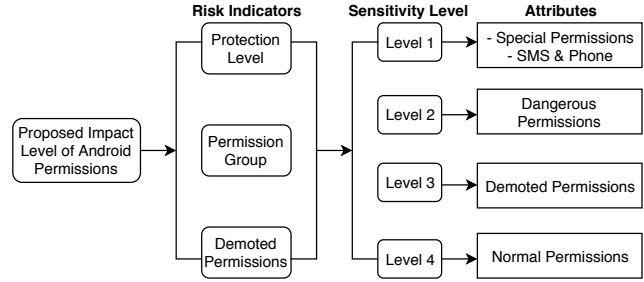 Risk Indicators
Sensitivity Level
Attributes
Proposed Impact
Level of Android
Permissions
Protection
Level
Permission
Group
Demoted
Permissions
Level 1
- Special Permissions
- SMS & Phone
Level 2
Dangerous
Permissions
Level 3
Demoted Permissions
Level 4
Normal Permissions